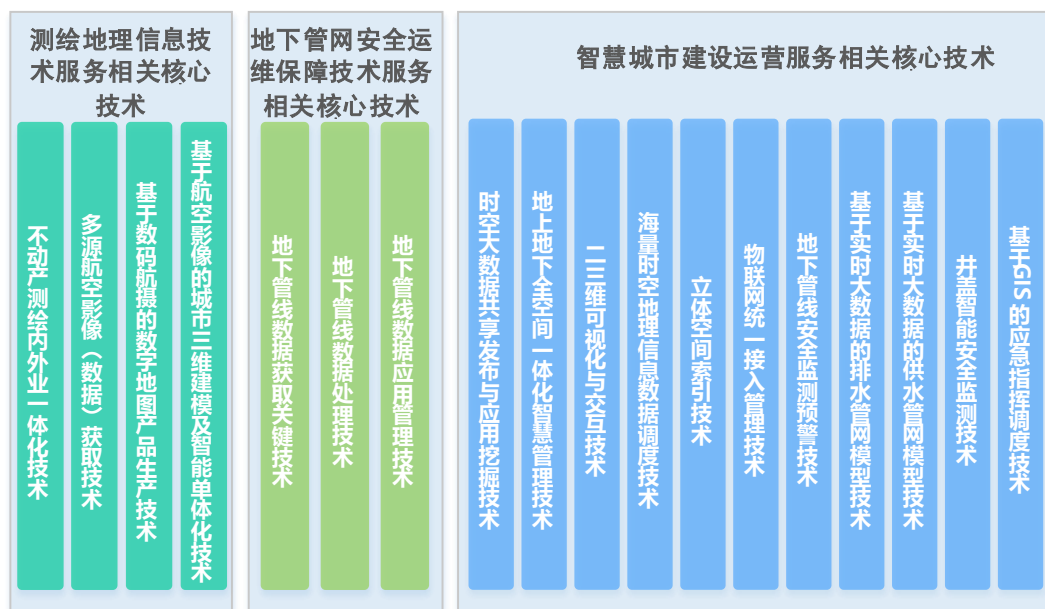 测绘地理信息技
术服务相关核心
技术
不动产测绘内外业一体化技术
多源航空影像（数据）获取技术
基于数码航摄的数字地图产品生产技术
基于航空影像的城市三维建模及智能单体化技术
地下管网安全运
维保障技术服务
相关核心技术
地下管线数据获取关键技术
地下管线数据处理技术
地下管线数据应用管理技术
智慧城市建设运营服务相关核心技术
时空大数据共享发布与应用挖掘技术
地上地下全空间一体化智慧管理技术
二三维可视化与交互技术
海量时空地理信息数据调度技术
立体空间索引技术
物联网统一接入管理技术
地下管线安全监测预警技术
基于实时大数据的排水管网模型技术
基于实时大数据的供水管网模型技术
井盖智能安全监测技术
基于GIS的应急指挥调度技术